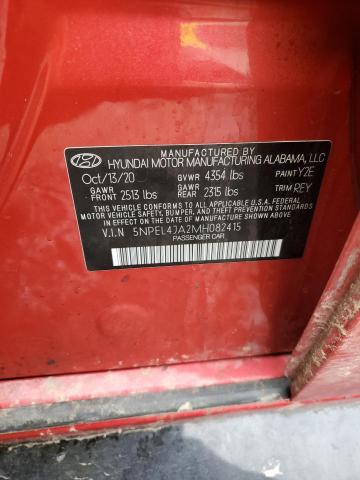 MANUFACTURED BY
HYUNDAI MOTOR MANUFACTURING ALABAMA, LLC
Oct/13/20 GVWR 4354 lbs PAINT Y2E
GAWR FRONT 2513 lbs GAWR REAR 2315 lbs TRIM REY
THIS VEHICLE CONFORMS TO ALL APPLICABLE FEDERAL
MOTOR VEHICLE SAFETY, BUMPER, AND THEFT PREVENTION STANDARDS
IN EFFECT ON THE DATE OF MANUFACTURE SHOWN ABOVE.
V.I.N 5NPEL4JA2MH082415
PASSENGER CAR